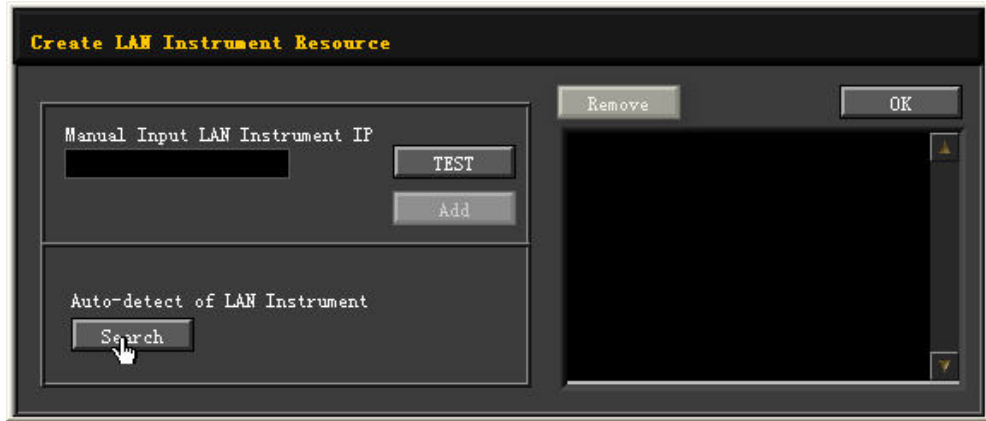 Create LAN Instrument Resource
Manual Input LAN Instrument IP
TEST
Add
Auto-detect of LAN Instrument
Search
Remove
OK